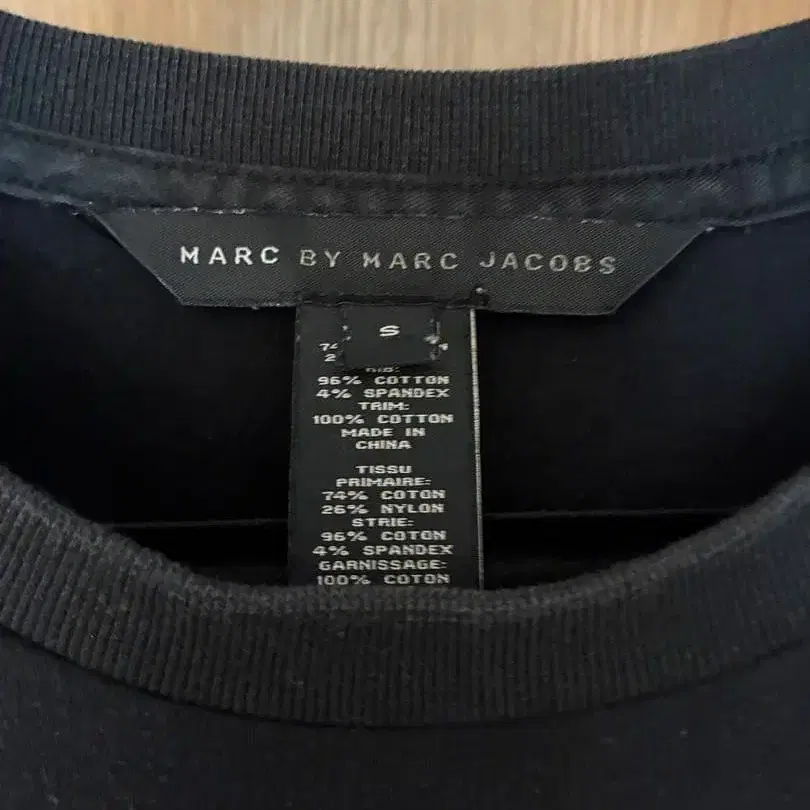 MARC BY MARC JACOBS
S
RIB:
96% COTTON
4% SPANDEX
TRIM:
100% COTTON
MADE IN
CHINA
TISSU
PRIMAIRE:
74% COTON
26% NYLON
STRIE:
96% COTON
4% SPANDEX
GARNISSAGE:
100% COTON